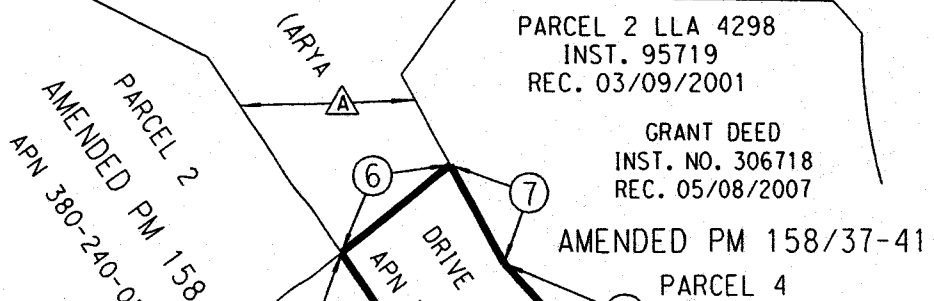 (ARYA
PARCEL 2 LLA 4298
INST. 95719
REC. 03/09/2001
A
PARCEL 2
AMENDED PM 158
APN 380-240-0
GRANT DEED
INST. NO. 306718
REC. 05/08/2007
6
7
DRIVE
APN
AMENDED PM 158/37-41
PARCEL 4